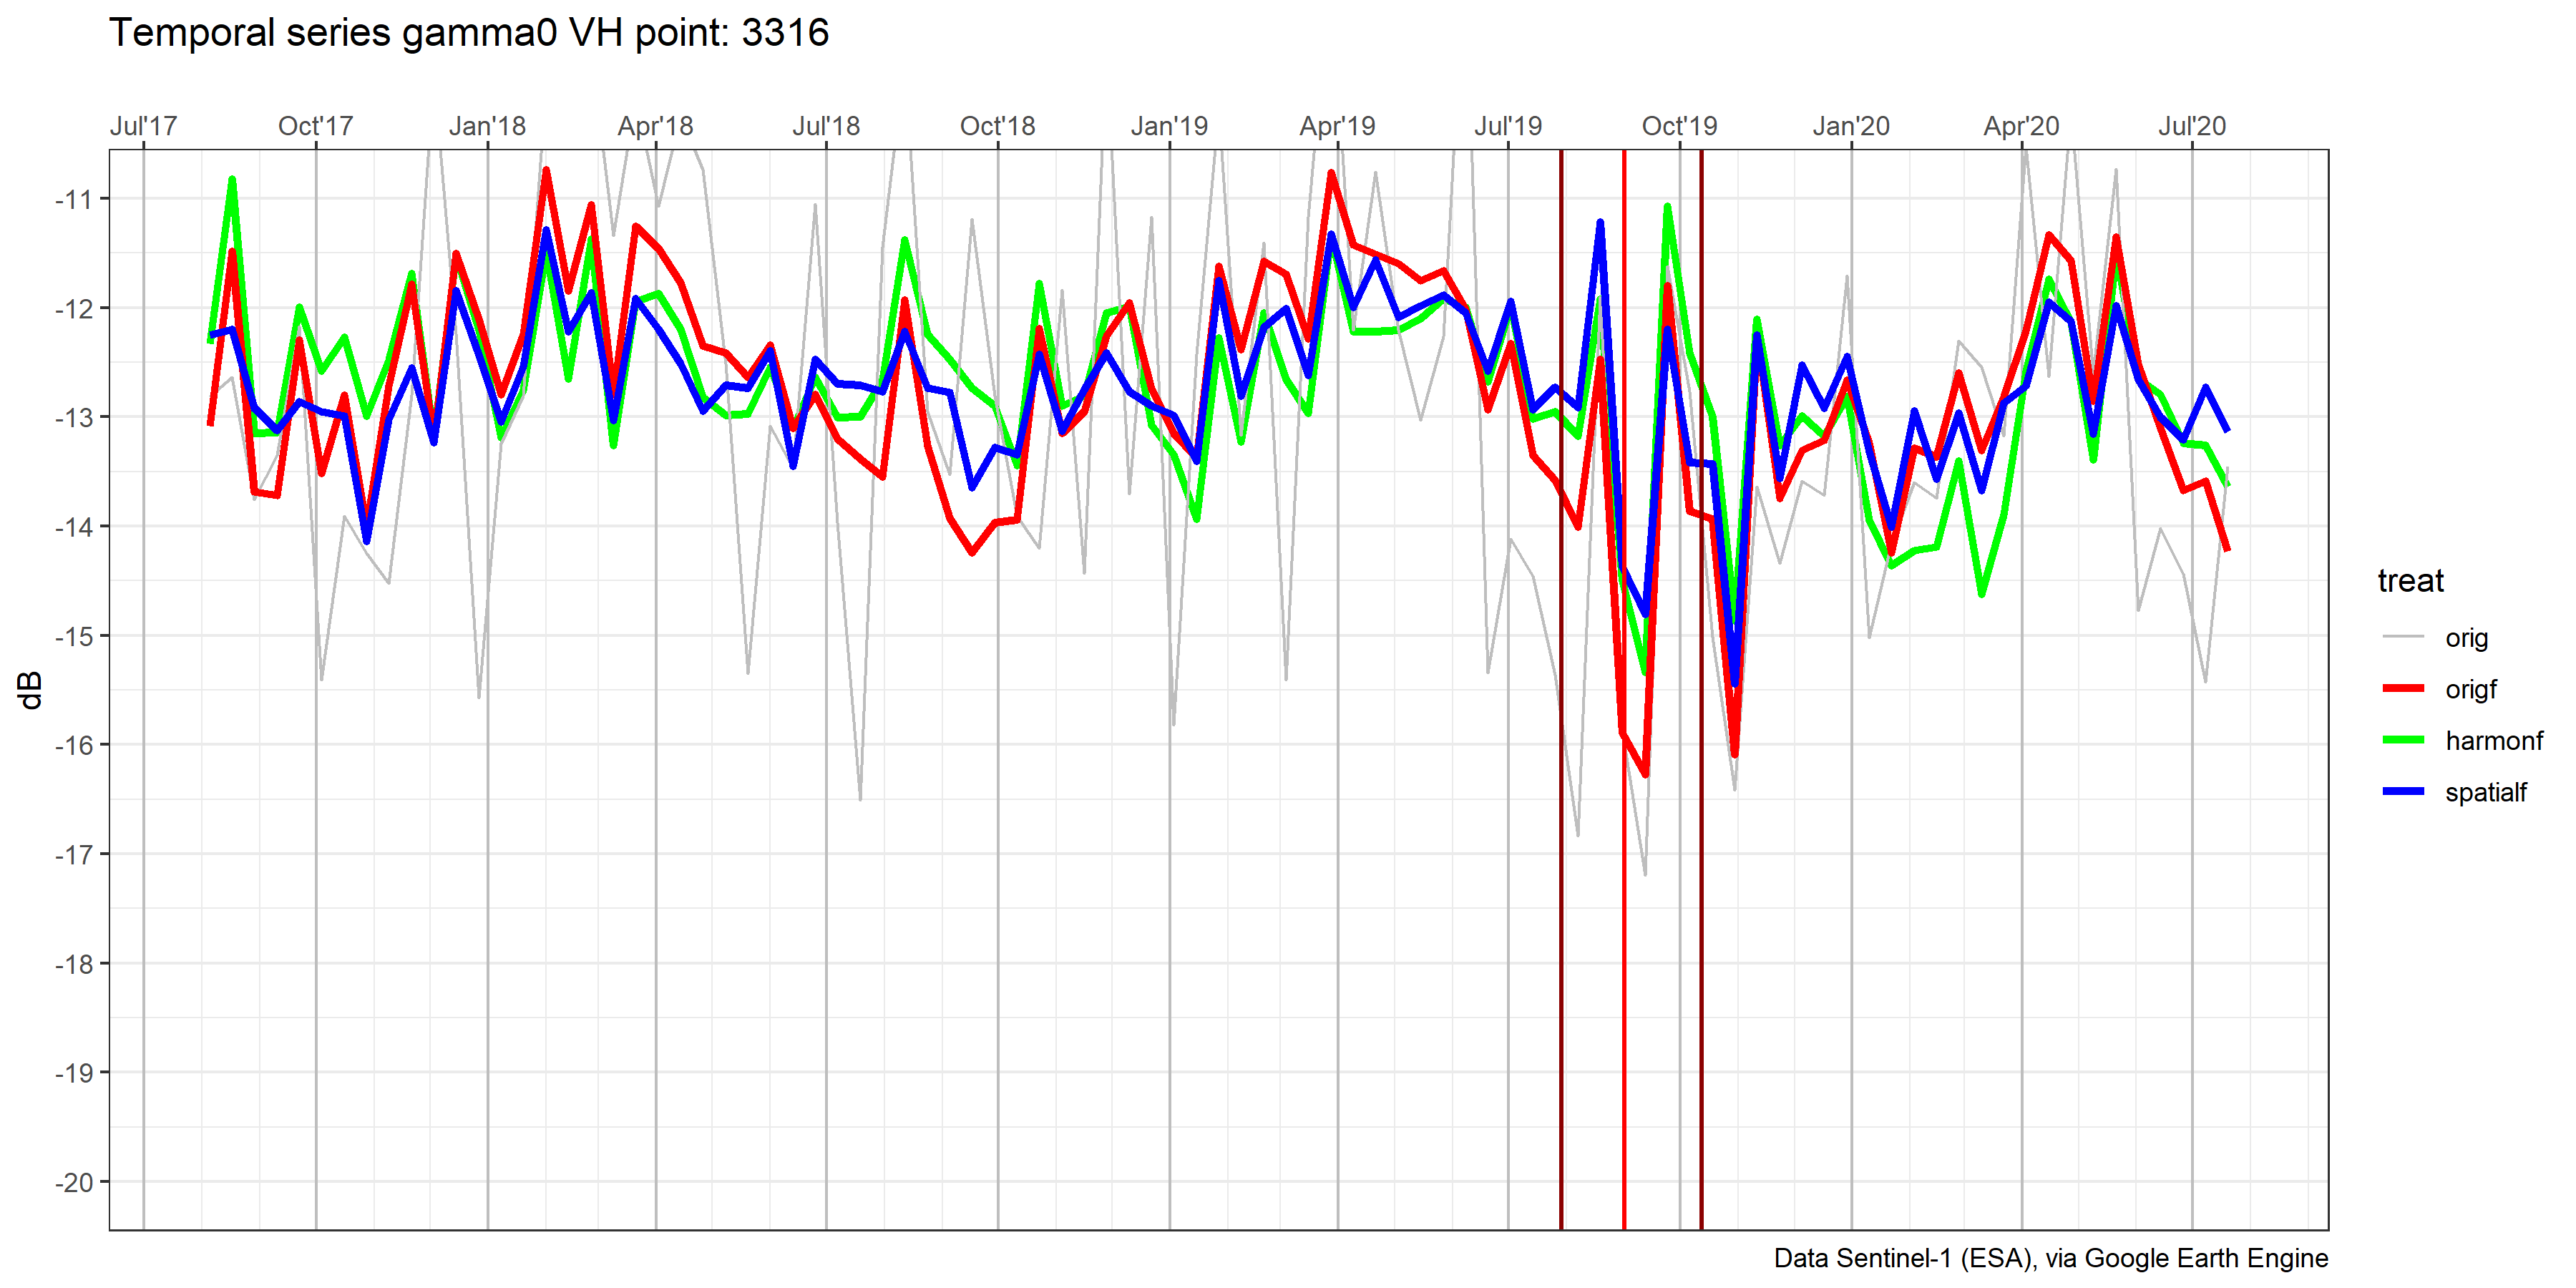 Temporal series gamma0 VH point: 3316
Jul'17 Oct'17 Jan'18 Apr'18 Jul'18 Oct'18 Jan'19 Apr'19 Jul'19 Oct'19 Jan'20 Apr'20 Jul'20
-11
-12
-13
-14
-15
-16
-17
-18
-19
-20
dB
treat
orig
origf
harmonf
spatialf
Data Sentinel-1 (ESA), via Google Earth Engine